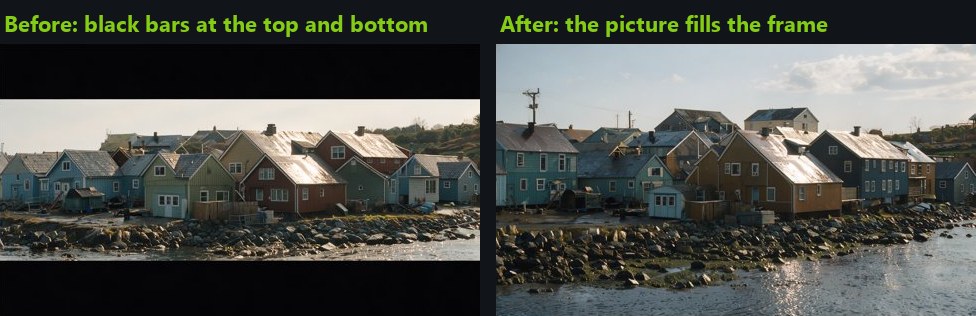 Before: black bars at the top and bottom
After: the picture fills the frame